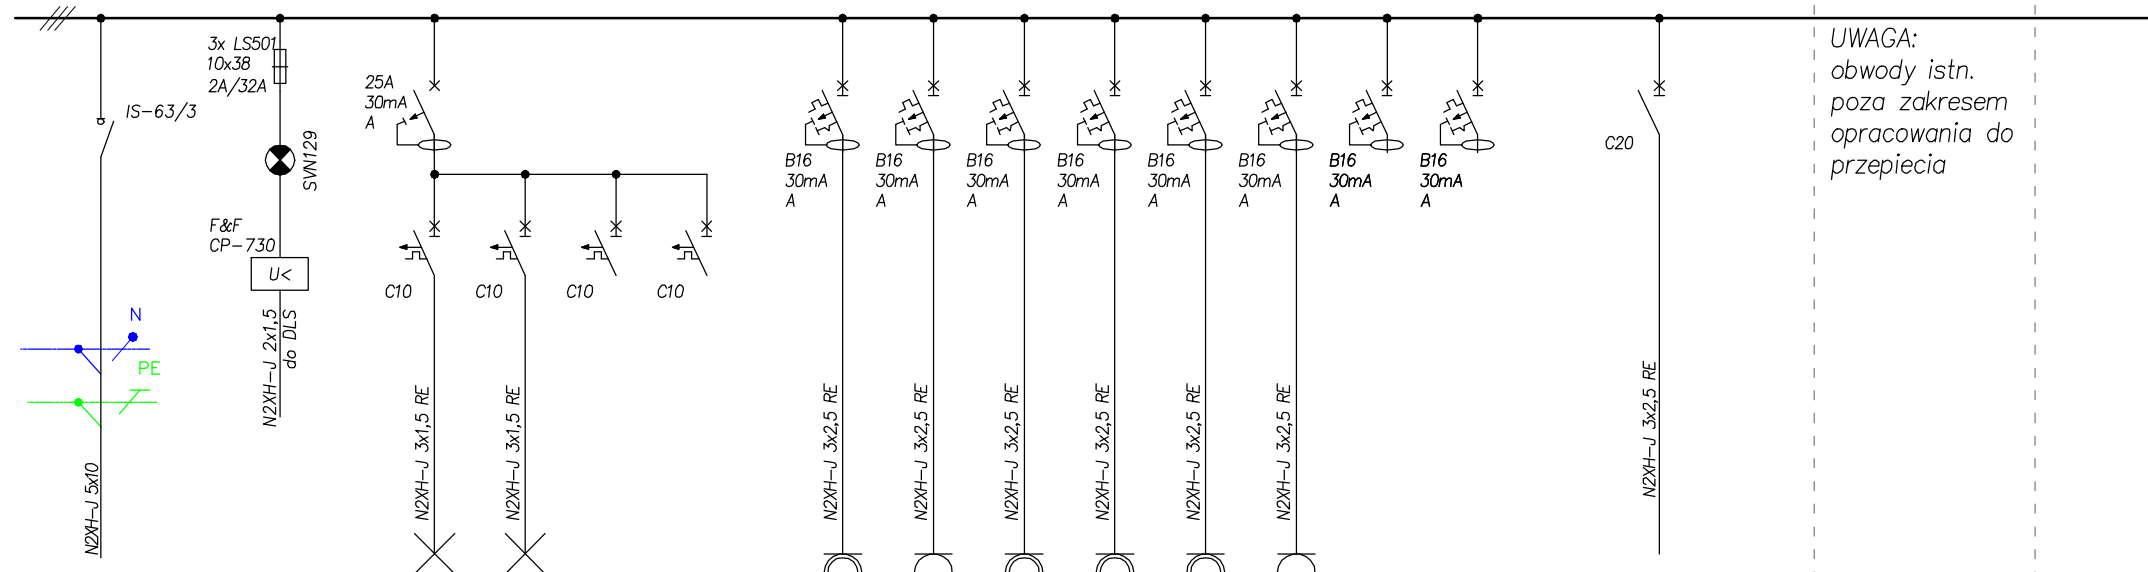 3x LS501
10x38
2A/32A
IS-63/3
SVN129
F&F
CP-730
U<
N2XH-J 2x1,5
do DLS
N
PE
N2XH-J 5x10
25A
30mA
A
C10
C10
C10
C10
N2XH-J 3x1,5 RE
N2XH-J 3x1,5 RE
B16
30mA
A
B16
30mA
A
B16
30mA
A
B16
30mA
A
B16
30mA
A
B16
30mA
A
B16
30mA
A
B16
30mA
A
N2XH-J 3x2,5 RE
N2XH-J 3x2,5 RE
N2XH-J 3x2,5 RE
N2XH-J 3x2,5 RE
N2XH-J 3x2,5 RE
N2XH-J 3x2,5 RE
C20
N2XH-J 3x2,5 RE
UWAGA:
obwody istn.
poza zakresem
opracowania do
przepiecia